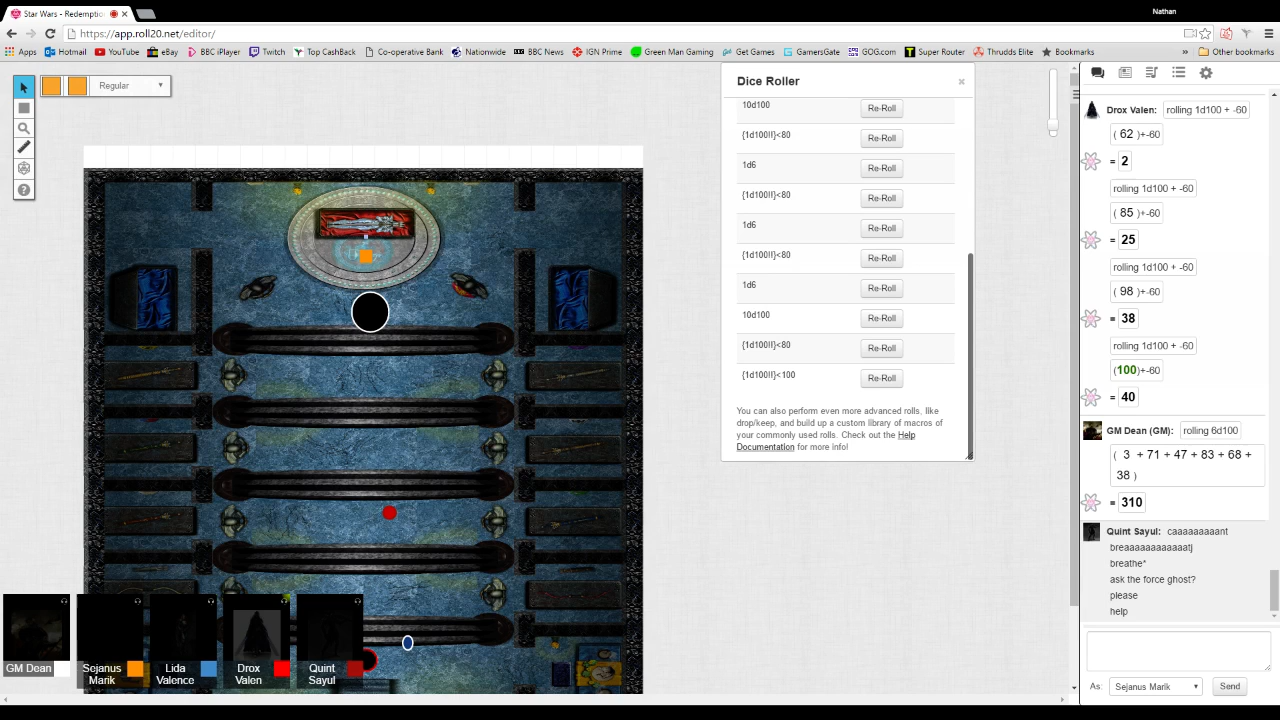 Nathan
Star Wars - Redemptio
https://app.roll20.net/editor/
Apps Hotmail YouTube eBay BBC iPlayer Twitch Top CashBack Co-operative Bank: Nationwide BBC News IGN Prime Green Man Gaming Get Games GamersGate GOG.com Super Router Thrudds Elite Bookmarks » Other bookmarks
Regular
Dice Roller
×
10d100 Re-Roll
{1d100!!}<80 Re-Roll
1d6 Re-Roll
{1d100!!}<80 Re-Roll
1d6 Re-Roll
{1d100!!}<80 Re-Roll
1d6 Re-Roll
10d100 Re-Roll
{1d100!!}<80 Re-Roll
{1d100!!}<100 Re-Roll
You can also perform even more advanced rolls, like
drop/keep, and build up a custom library of macros of
your commonly used rolls. Check out the Help
Documentation for more info!
Drox Valen: rolling 1d100 + -60
( 62 )+-60
= 2
rolling 1d100 + -60
( 85 )+-60
= 25
rolling 1d100 + -60
( 98 )+-60
= 38
rolling 1d100 + -60
(100)+-60
= 40
GM Dean (GM): rolling 6d100
( 3 + 71 + 47 + 83 + 68 +
38 )
= 310
Quint Sayul: caaaaaaaaant
breaaaaaaaaaaatj
breathe*
ask the force ghost?
please
help
As: Sejanus Marik Send
GM Dean
Sejanus
Marik
Lida
Valence
Drox
Valen
Quint
Sayul